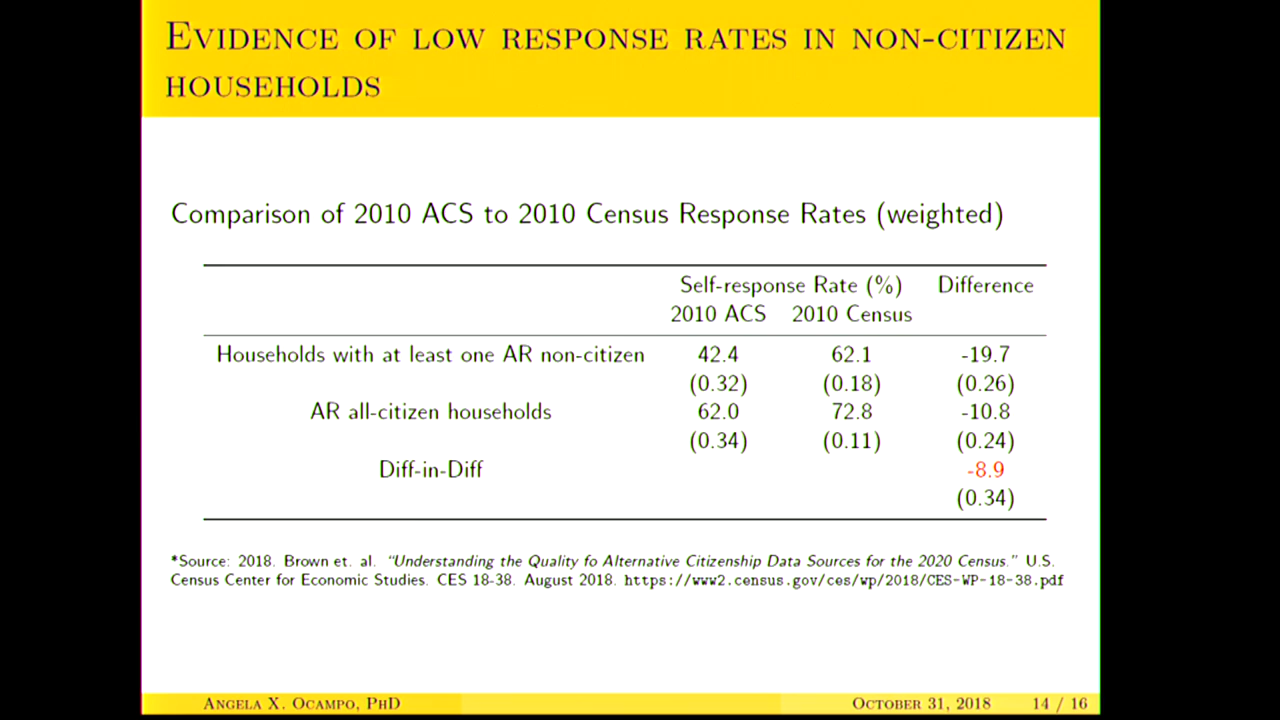 EVIDENCE OF LOW RESPONSE RATES IN NON-CITIZEN
HOUSEHOLDS
Comparison of 2010 ACS to 2010 Census Response Rates (weighted)
Self-response Rate (%) Difference
2010 ACS 2010 Census
Households with at least one AR non-citizen 42.4 62.1 -19.7
(0.32) (0.18) (0.26)
AR all-citizen households 62.0 72.8 -10.8
(0.34) (0.11) (0.24)
Diff-in-Diff -8.9
(0.34)
*Source: 2018. Brown et. al. "Understanding the Quality fo Alternative Citizenship Data Sources for the 2020 Census." U.S.
Census Center for Economic Studies. CES 18-38. August 2018. https://www2.census.gov/ces/wp/2018/CES-WP-18-38.pdf
ANGELA X. OCAMPO, PHD OCTOBER 31, 2018 14 / 16